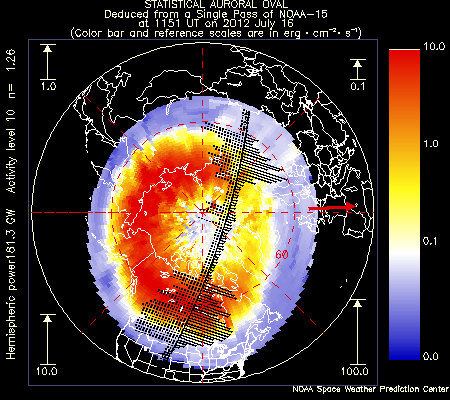 STATISTICAL AURORAL OVAL
Deduced from a Single Pass of NOAA-15
at 1151 UT on 2012 July 16
(Color bar and reference scales are in erg·cm⁻²·s⁻¹)
1.0
0.1
10.0
1.0
0.1
0.0
60
10.0
100.0
Hemispheric power181.3 GW Activity level 10 n= 1.26
NOAA Space Weather Prediction Center